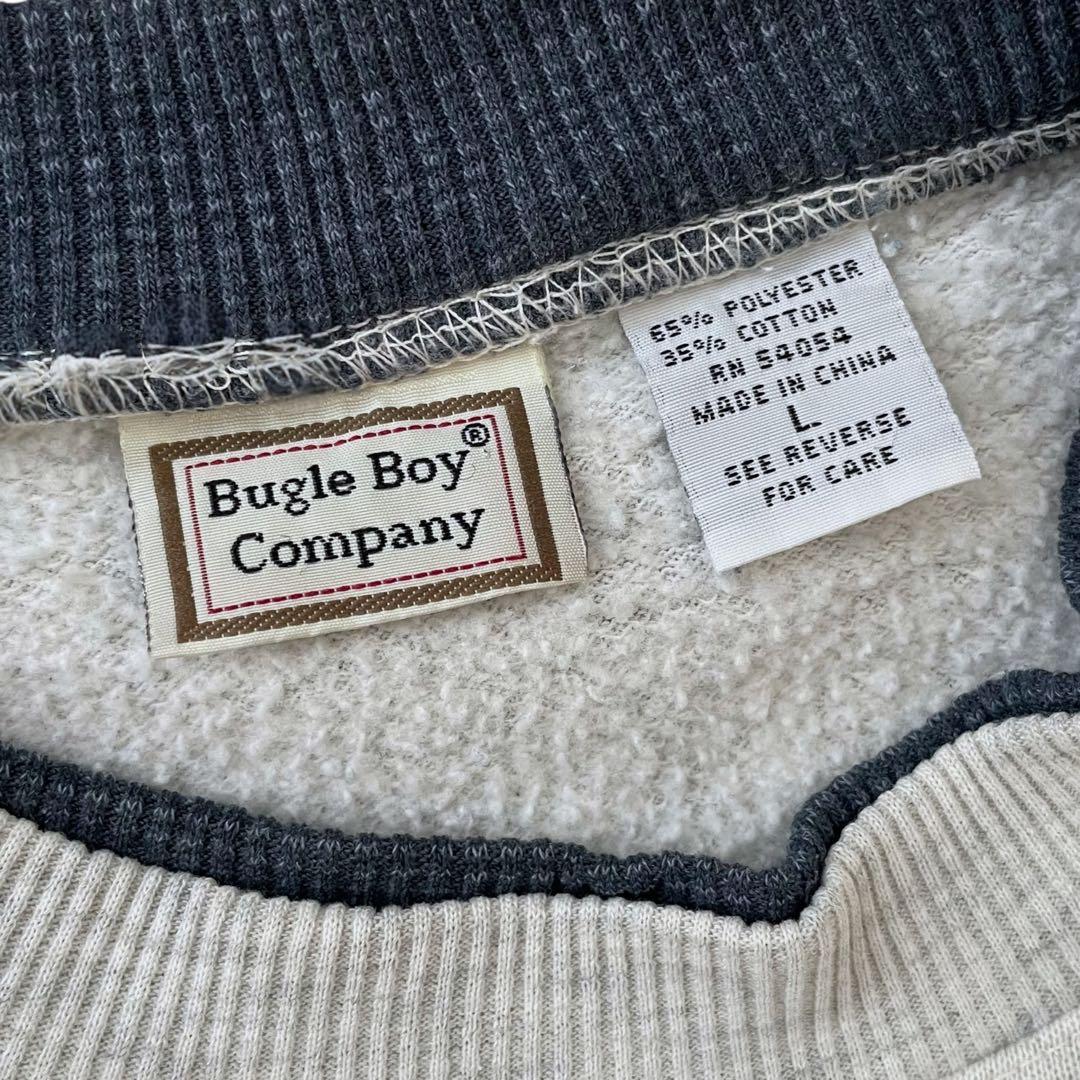 Bugle Boy®
Company
65% POLYESTER
35% COTTON
RN 54054
MADE IN CHINA
L
SEE REVERSE
FOR CARE